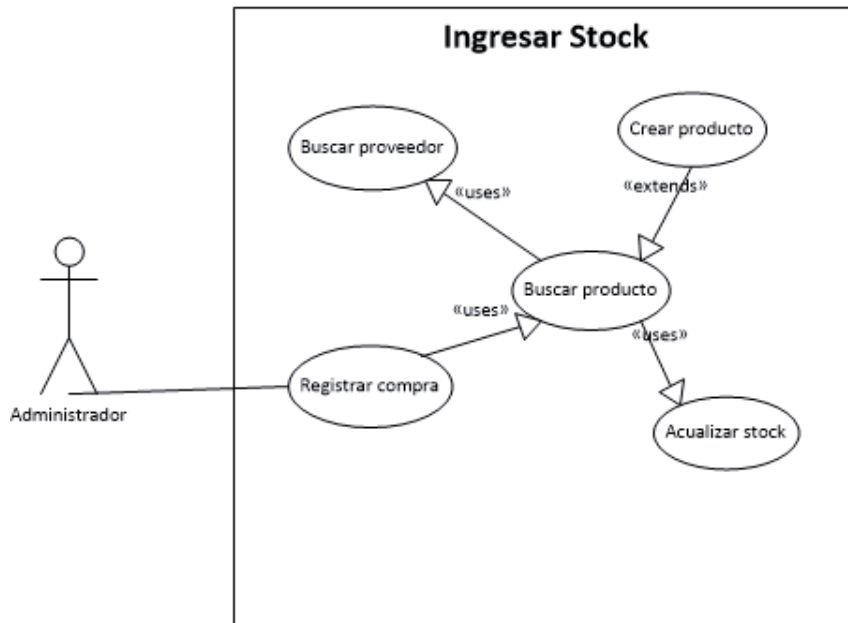 Ingresar Stock
Crear producto
Buscar proveedor
«extends»
«uses»
Buscar producto
«uses»
«uses»
Registrar compra
Administrador
Acualizar stock